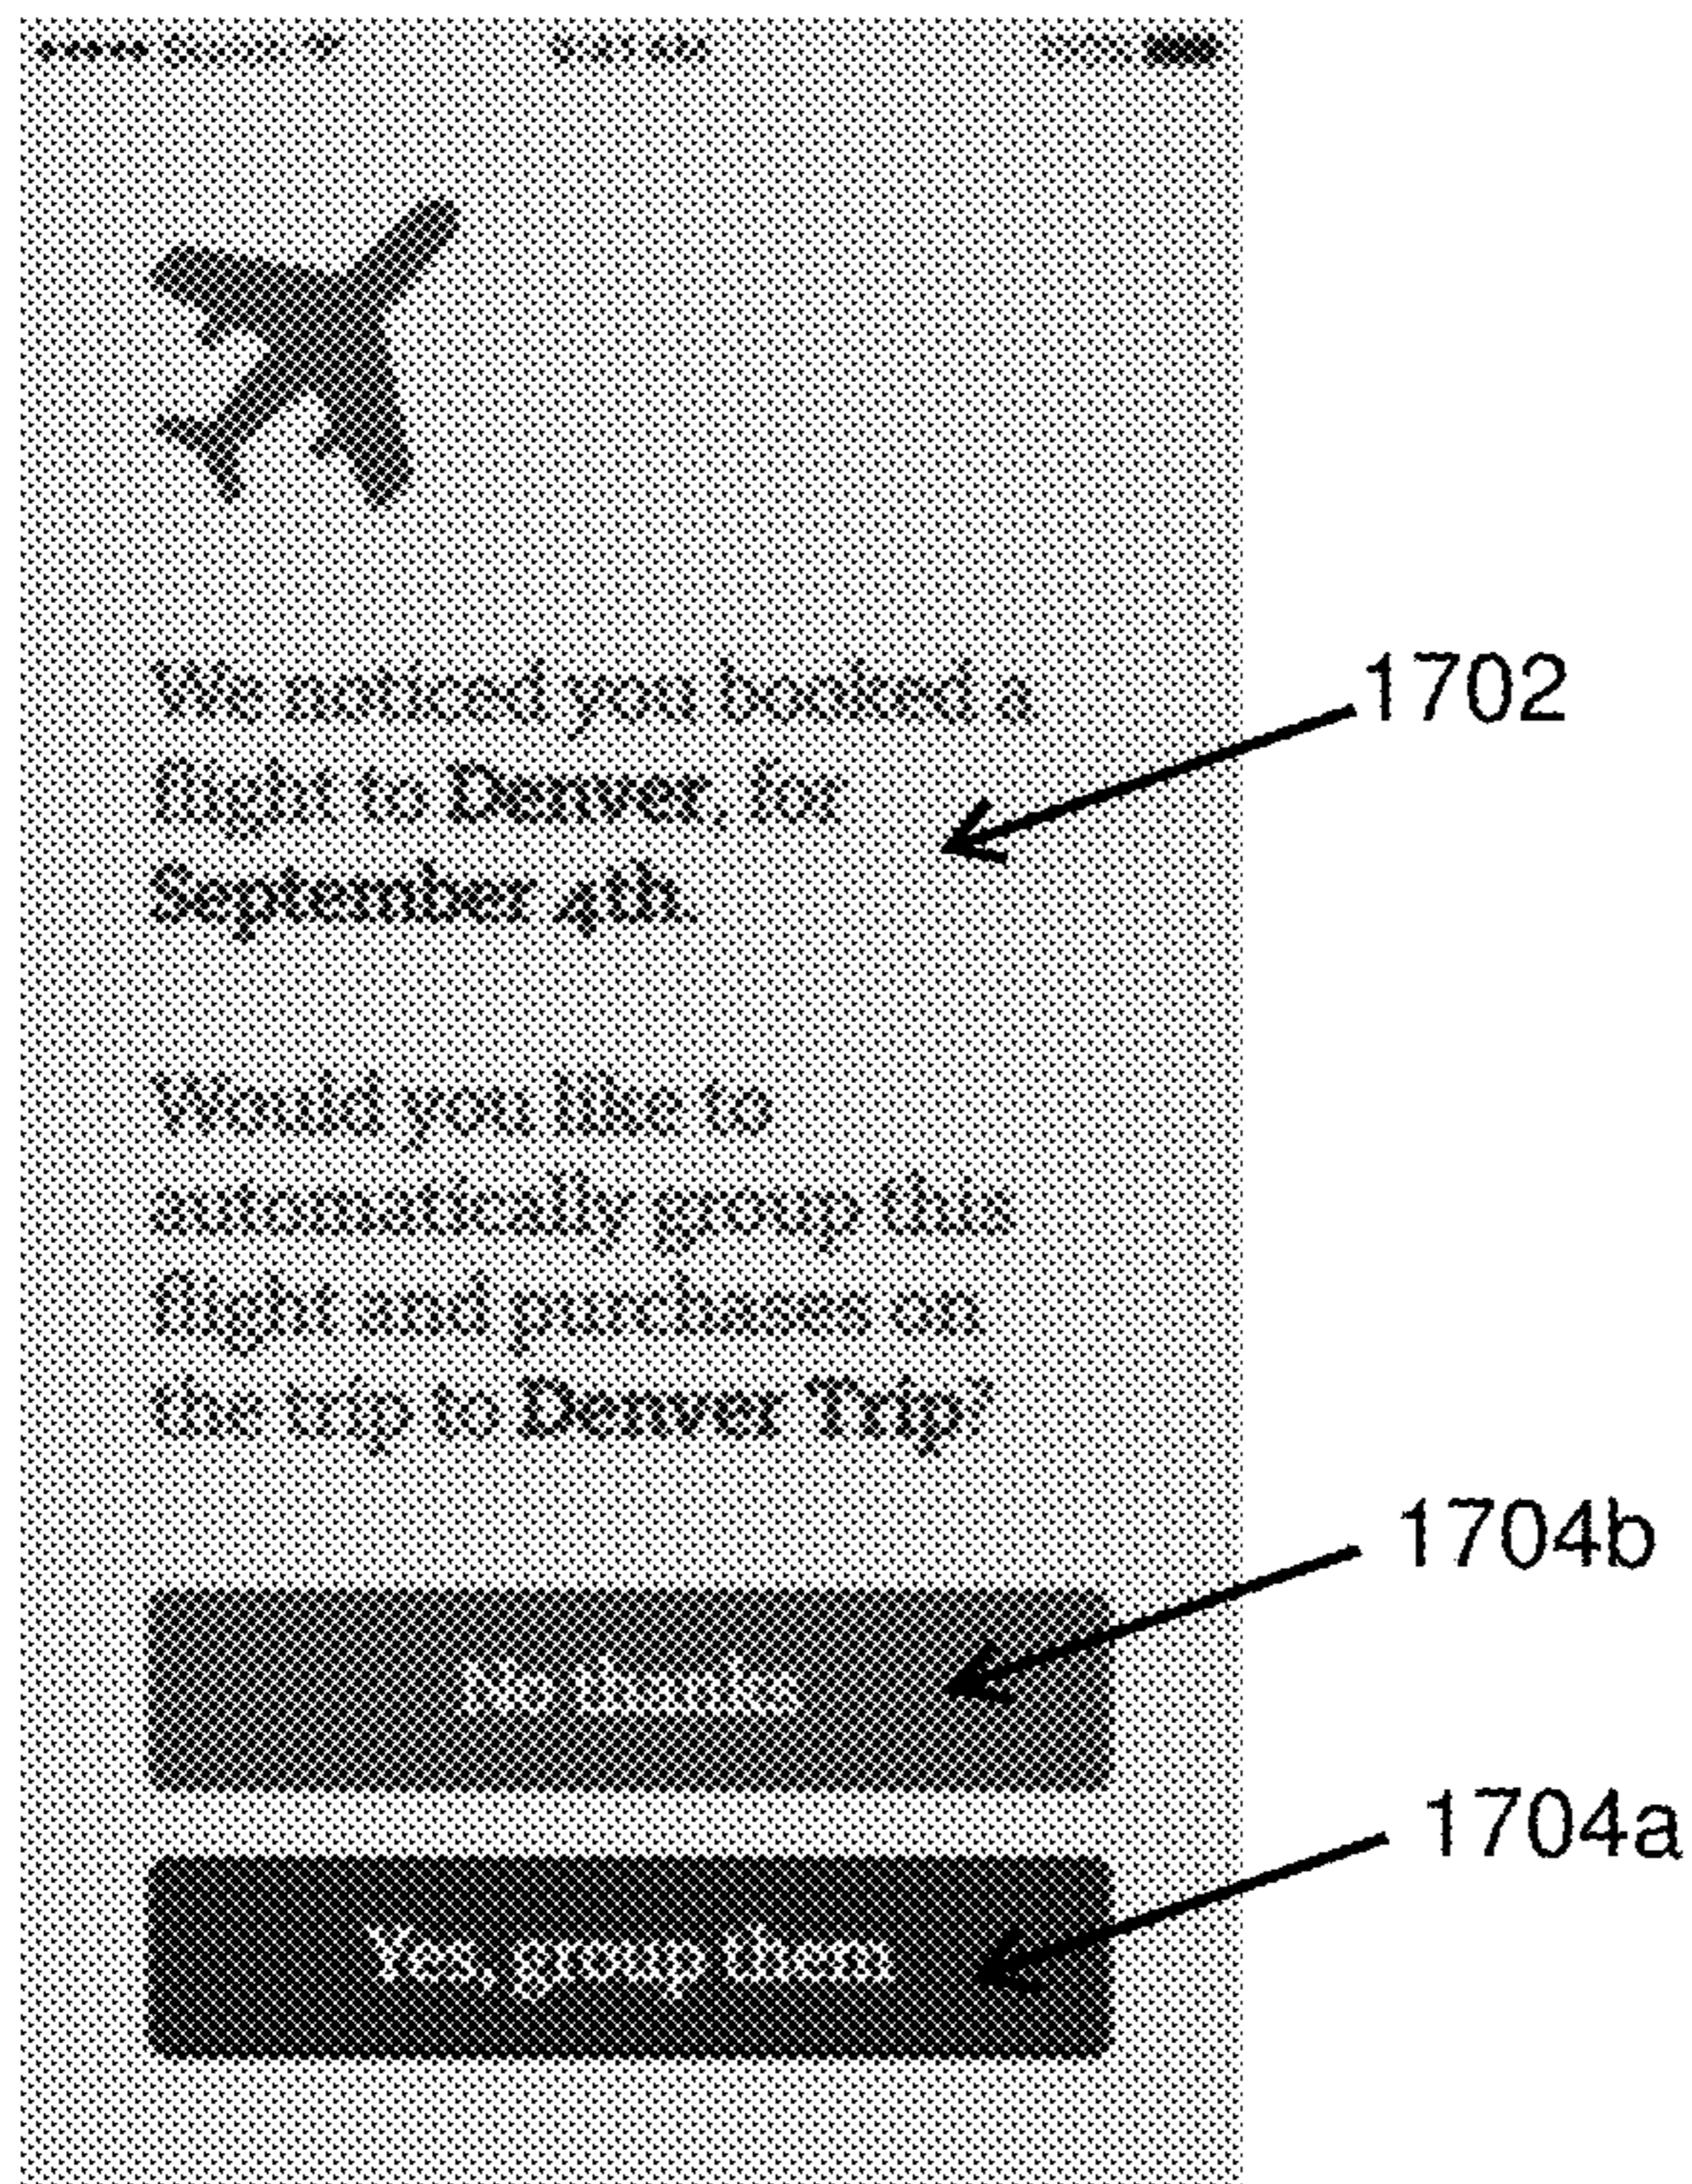 We noticed you booked a
flight to Denver, for
September 4th.
Would you like to
automatically group this
flight and purchases on
the trip to Denver Trip?
No thanks
Yes, group them
1702
1704b
1704a